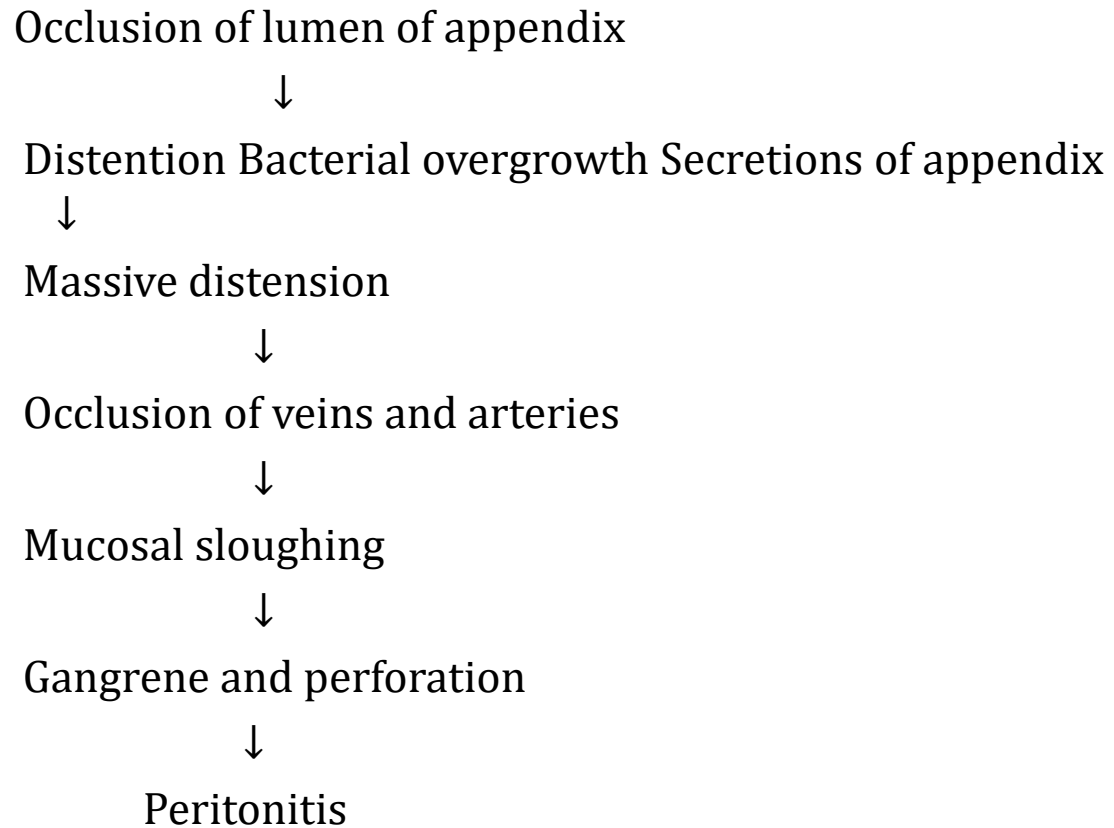 Occlusion of lumen of appendix
↓
Distention Bacterial overgrowth Secretions of appendix
↓
Massive distension
↓
Occlusion of veins and arteries
↓
Mucosal sloughing
↓
Gangrene and perforation
↓
Peritonitis